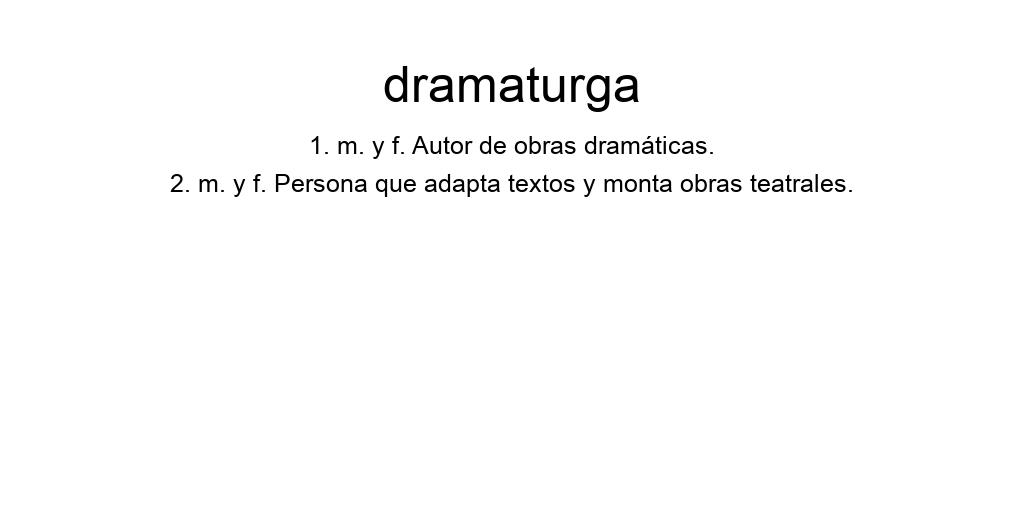 dramaturga
1. m. y f. Autor de obras dramáticas.
2. m. y f. Persona que adapta textos y monta obras teatrales.